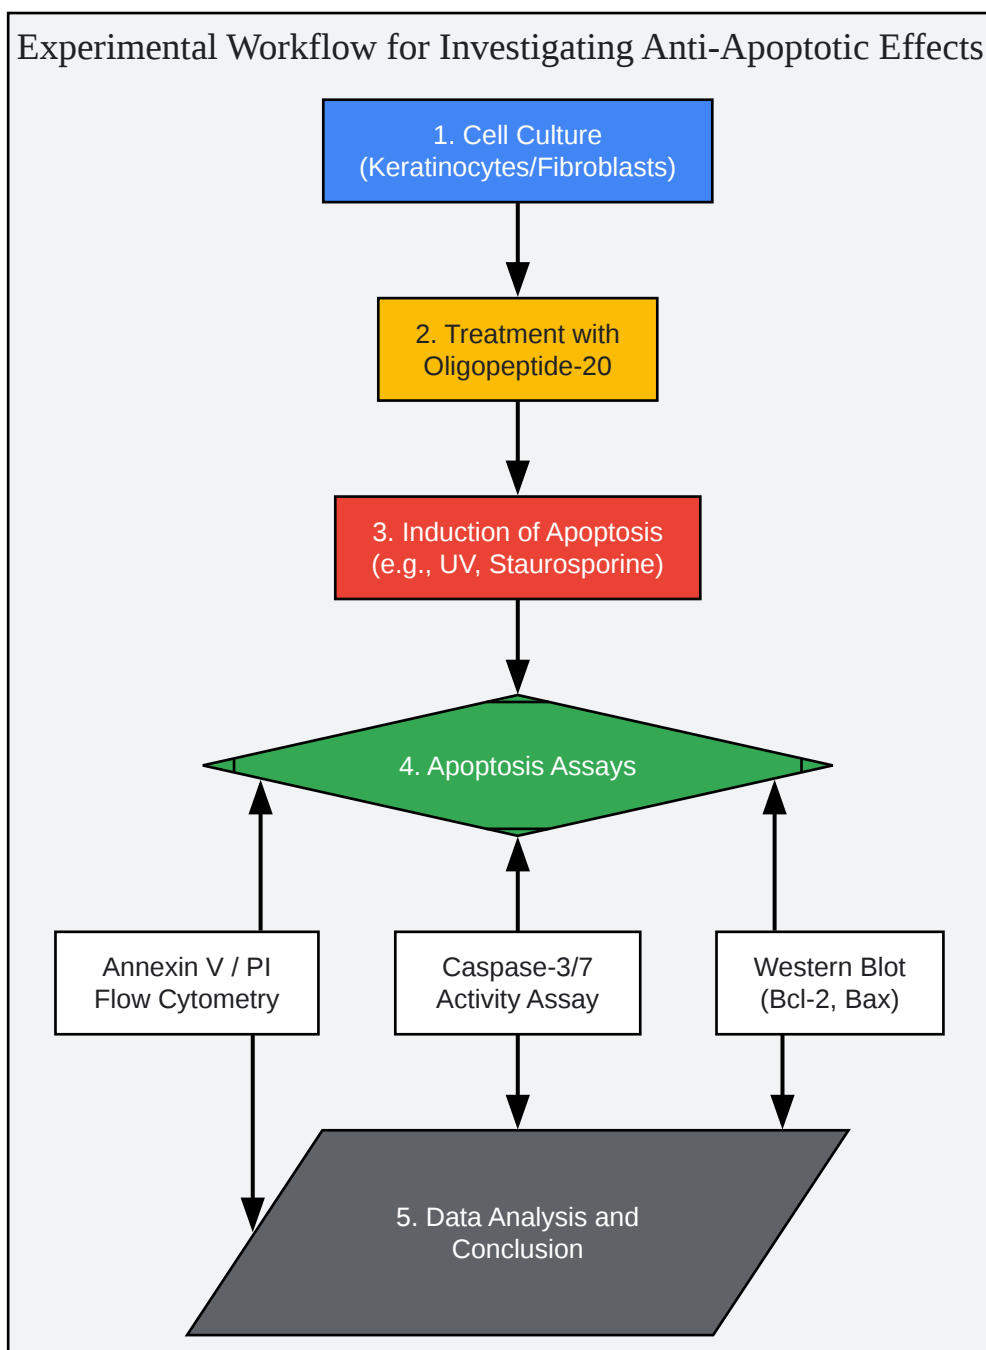 Experimental Workflow for Investigating Anti-Apoptotic Effects
1. Cell Culture
(Keratinocytes/Fibroblasts)
2. Treatment with
Oligopeptide-20
3. Induction of Apoptosis
(e.g., UV, Staurosporine)
4. Apoptosis Assays
Annexin V / PI
Flow Cytometry
Caspase-3/7
Activity Assay
Western Blot
(Bcl-2, Bax)
5. Data Analysis and
Conclusion